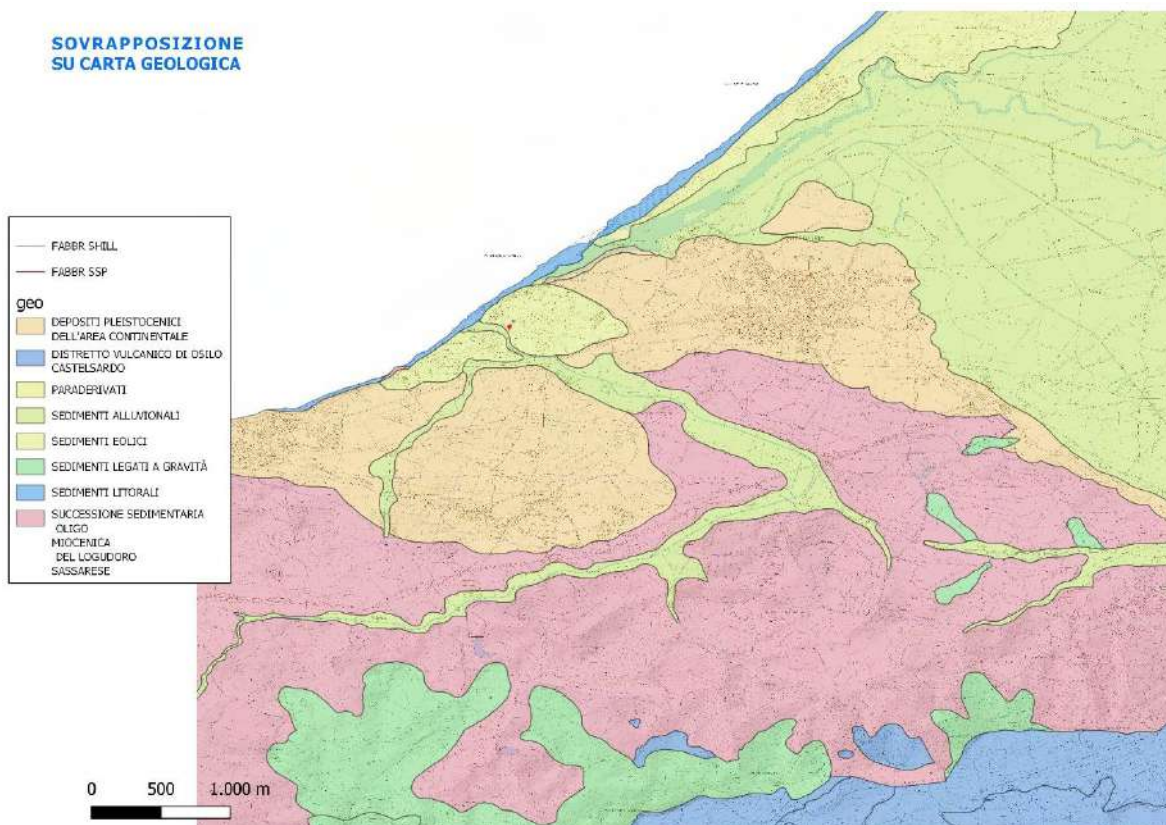 SOVRAPPOSIZIONE
SU CARTA GEOLOGICA
FABBR SHILL
FABBR SSP
geo
DEPOSITI PLEISTOCENICI
DELL'AREA CONTINENTALE
DISTRETTO VULCANICO DI OSILO
CASTELSARDO
PARADERIVATI
SEDIMENTI ALLUVIONALI
SEDIMENTI EOLICI
SEDIMENTI LEGATI A GRAVITÀ
SEDIMENTI LITORALI
SUCCESSIONE SEDIMENTARIA
OLIGO
MIOCENICA
DEL LOGUDORO
SASSARESE
0 500 1.000 m